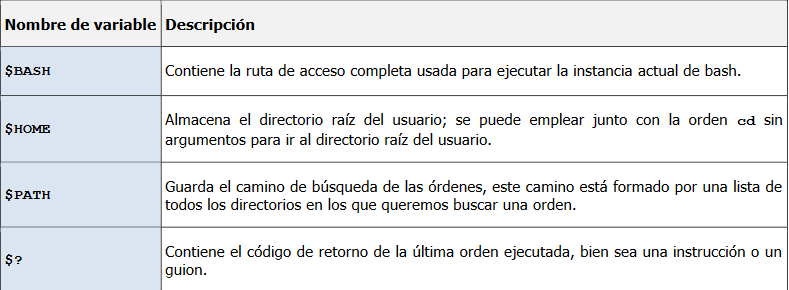 Nombre de variable Descripción
$BASH Contiene la ruta de acceso completa usada para ejecutar la instancia actual de bash.
$HOME Almacena el directorio raíz del usuario; se puede emplear junto con la orden cd sin
argumentos para ir al directorio raíz del usuario.
$PATH Guarda el camino de búsqueda de las órdenes, este camino está formado por una lista de
todos los directorios en los que queremos buscar una orden.
$? Contiene el código de retorno de la última orden ejecutada, bien sea una instrucción o un
guion.